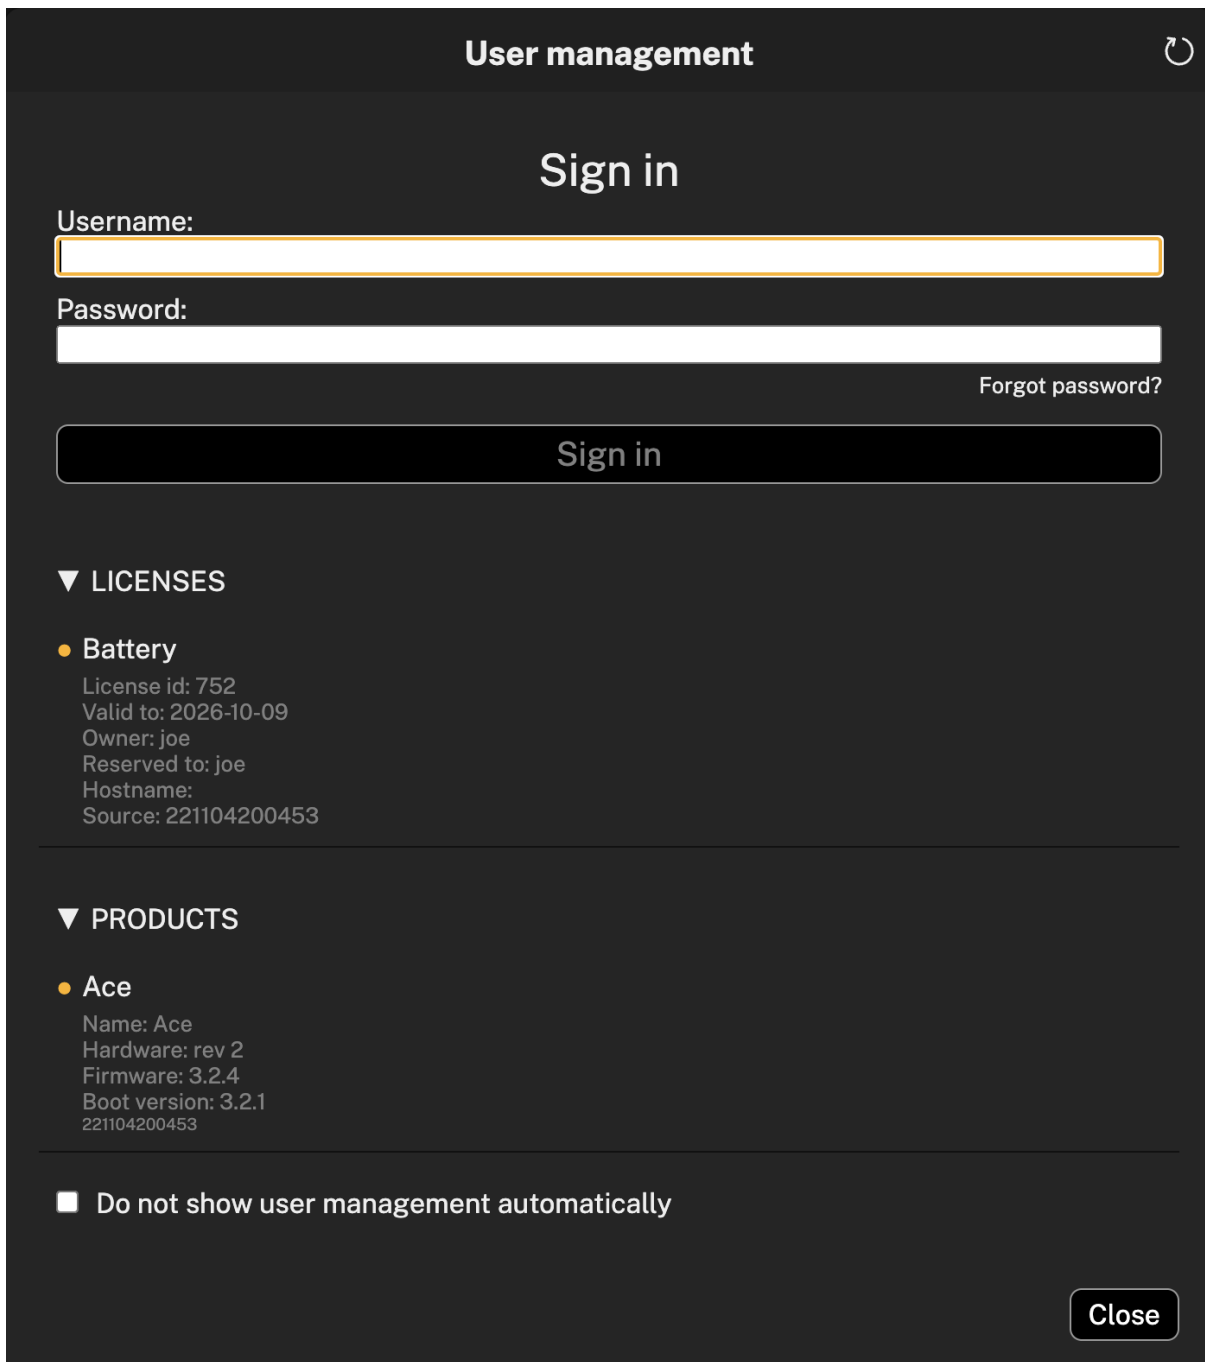 User management
Sign in
Username:
Password:
Forgot password?
Sign in
▼ LICENSES
Battery
License id: 752
Valid to: 2026-10-09
Owner: joe
Reserved to: joe
Hostname:
Source: 221104200453
▼ PRODUCTS
Ace
Name: Ace
Hardware: rev 2
Firmware: 3.2.4
Boot version: 3.2.1
221104200453
Do not show user management automatically
Close